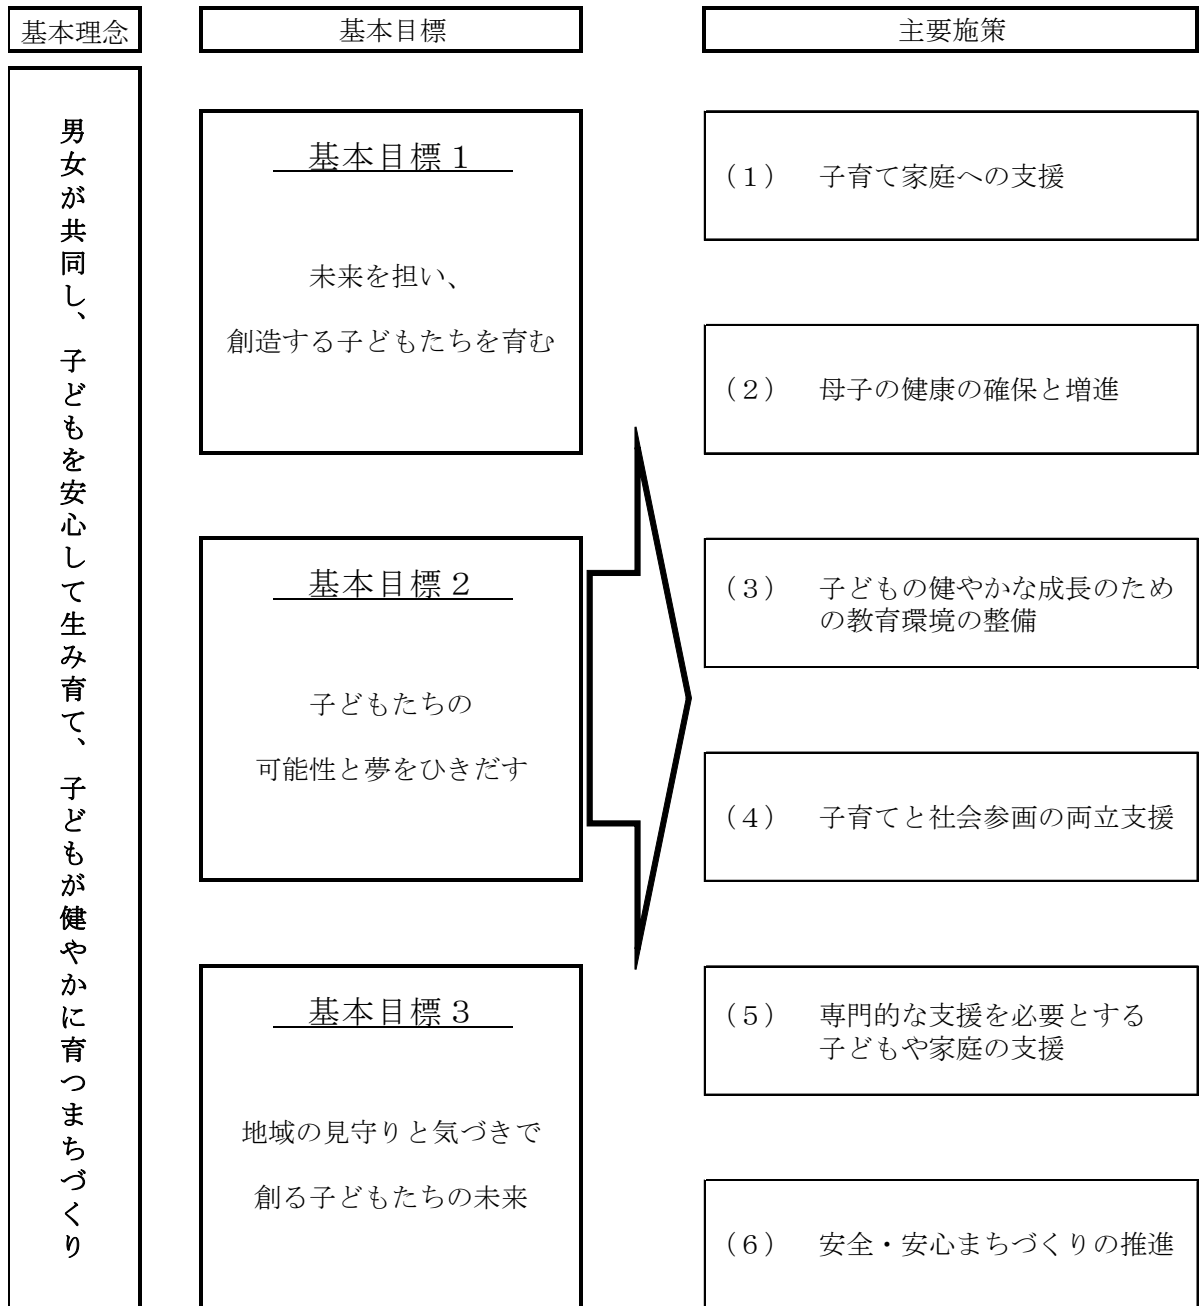 基本理念
基本目標
主要施策
男女が共同し、子どもを安心して生み育て、子どもが健やかに育つまちづくり
基本目標１
未来を担い、
創造する子どもたちを育む
基本目標２
子どもたちの
可能性と夢をひきだす
基本目標３
地域の見守りと気づきで
創る子どもたちの未来
（１）　子育て家庭への支援
（２）　母子の健康の確保と増進
（３）　子どもの健やかな成長のため
の教育環境の整備
（４）　子育てと社会参画の両立支援
（５）　専門的な支援を必要とする
子どもや家庭の支援
（６）　安全・安心まちづくりの推進